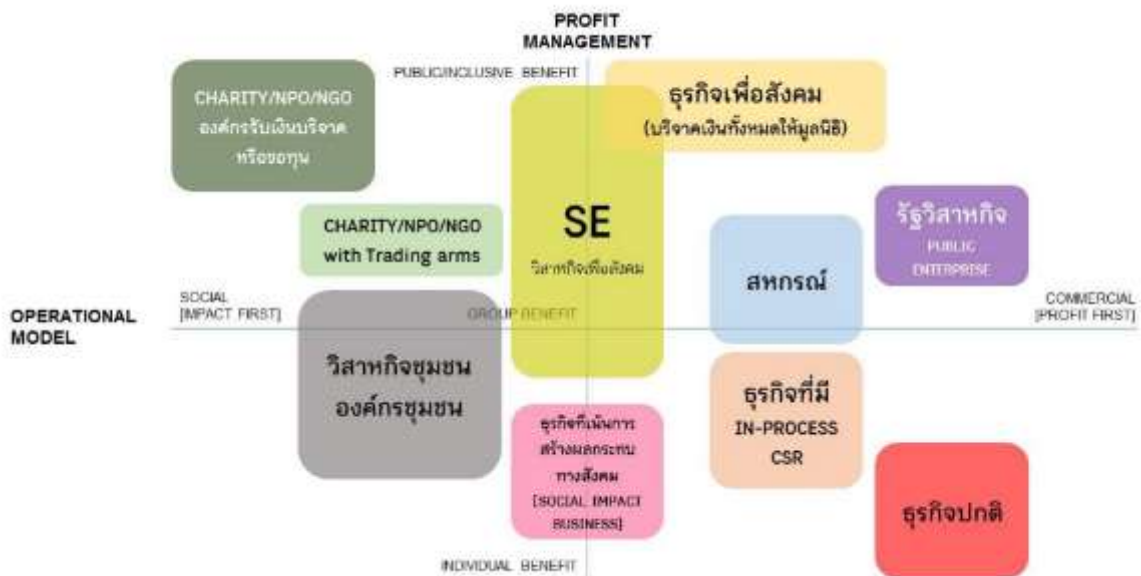 PROFIT
MANAGEMENT
PUBLIC/INCLUSIVE BENEFIT
CHARITY/NPO/NGO
องค์กรรับเงินบริจาค
หรือขอทุน
ธุรกิจเพื่อสังคม
(บริจาคเงินทั้งหมดให้มูลนิธิ)
CHARITY/NPO/NGO
with Trading arms
SE
วิสาหกิจเพื่อสังคม
สหกรณ์
รัฐวิสาหกิจ
PUBLIC
ENTERPRISE
OPERATIONAL
MODEL
SOCIAL
[IMPACT FIRST]
GROUP BENEFIT
COMMERCIAL
[PROFIT FIRST]
วิสาหกิจชุมชน
องค์กรชุมชน
ธุรกิจที่เน้นการ
สร้างผลกระทบ
ทางสังคม
[SOCIAL IMPACT
BUSINESS]
ธุรกิจที่มี
IN-PROCESS
CSR
ธุรกิจปกติ
INDIVIDUAL BENEFIT